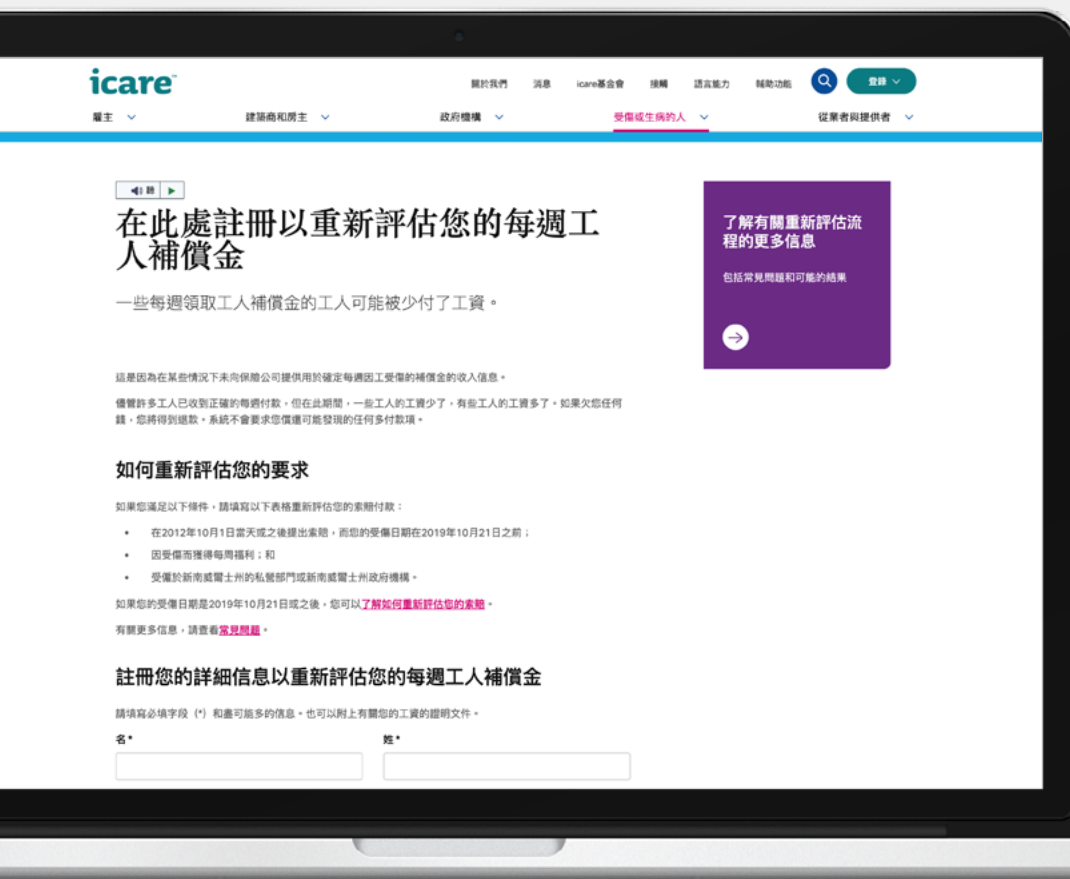 icare™
關於我們 消息 icare基金會 接觸 語言能力 輔助功能 登錄
雇主 建築商和房主 政府機構 受傷或生病的人 從業者與提供者
聽
在此處註冊以重新評估您的每週工
人補償金
一些每週領取工人補償金的工人可能被少付了工資。
了解有關重新評估流
程的更多信息
包括常見問題和可能的結果
這是因為在某些情況下未向保險公司提供用於確定每週因工受傷的補償金的收入信息。
儘管許多工人已收到正確的每週付款，但在此期間，一些工人的工資少了，有些工人的工資多了。如果欠您任何
錢，您將得到退款。系統不會要求您償還可能發現的任何多付款項。
如何重新評估您的要求
如果您滿足以下條件，請填寫以下表格重新評估您的索賠付款：
• 在2012年10月1日當天或之後提出索賠，而您的受傷日期在2019年10月21日之前；
• 因受傷而獲得每周福利；和
• 受僱於新南威爾士州的私營部門或新南威爾士州政府機構。
如果您的受傷日期是2019年10月21日或之後，您可以了解如何重新評估您的索賠。
有關更多信息，請查看常見問題。
註冊您的詳細信息以重新評估您的每週工人補償金
請填寫必填字段（*）和盡可能多的信息。也可以附上有關您的工資的證明文件。
名* 姓*